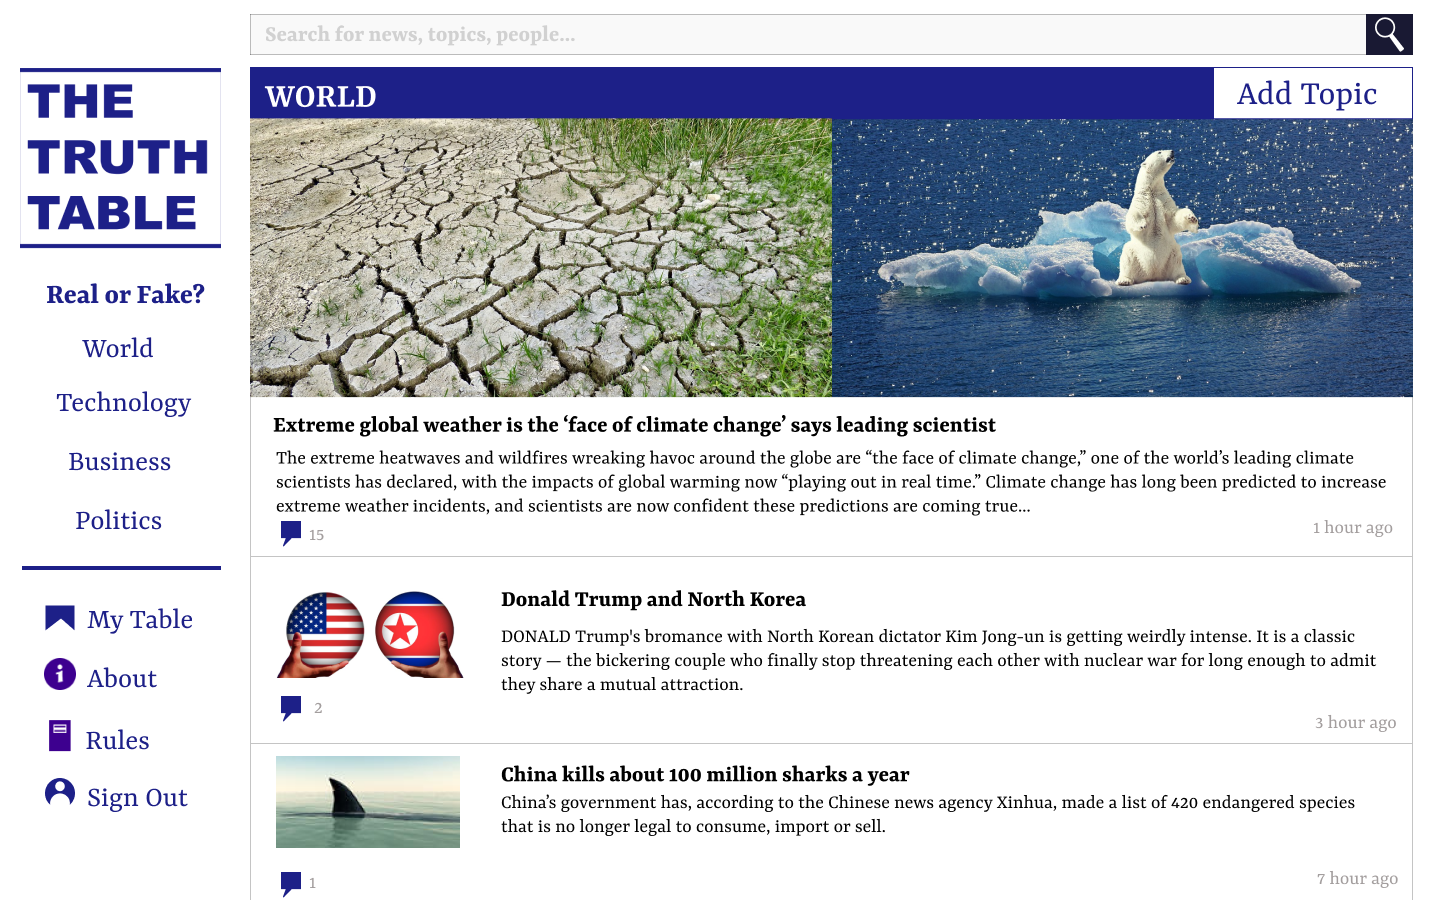 Search for news, topics, people...
THE
TRUTH
TABLE
Real or Fake?
World
Technology
Business
Politics
My Table
About
Rules
Sign Out
WORLD
Add Topic
Extreme global weather is the ‘face of climate change’ says leading scientist
The extreme heatwaves and wildfires wreaking havoc around the globe are “the face of climate change,” one of the world’s leading climate
scientists has declared, with the impacts of global warming now “playing out in real time.” Climate change has long been predicted to increase
extreme weather incidents, and scientists are now confident these predictions are coming true...
15
1 hour ago
Donald Trump and North Korea
DONALD Trump's bromance with North Korean dictator Kim Jong-un is getting weirdly intense. It is a classic
story — the bickering couple who finally stop threatening each other with nuclear war for long enough to admit
they share a mutual attraction.
2
3 hour ago
China kills about 100 million sharks a year
China’s government has, according to the Chinese news agency Xinhua, made a list of 420 endangered species
that is no longer legal to consume, import or sell.
1
7 hour ago